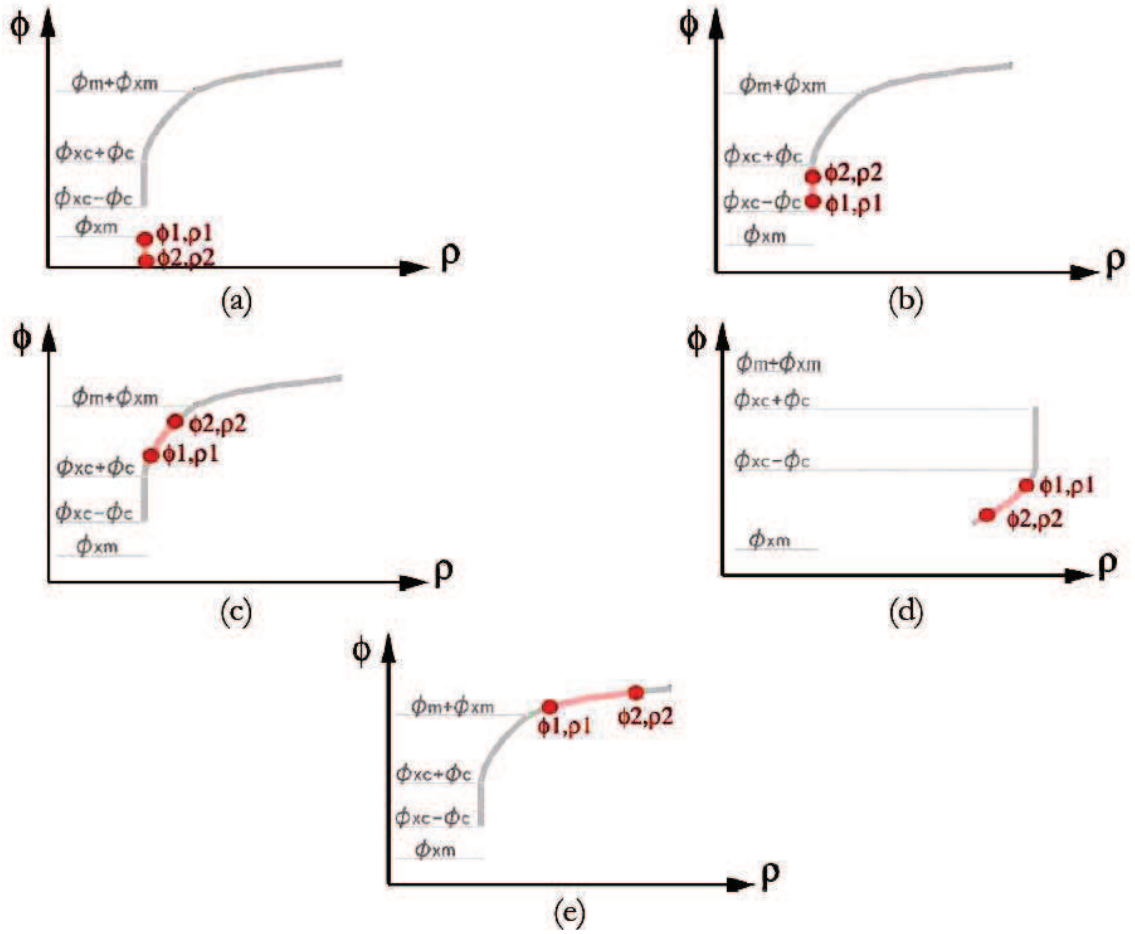 ϕ
ϕm+ϕxm
ϕxc+ϕc
ϕxc−ϕc
ϕxm
ϕ1,ρ1
ϕ2,ρ2
ρ
(a)
ϕ
ϕm+ϕxm
ϕxc+ϕc
ϕ2,ρ2
ϕxc−ϕc
ϕ1,ρ1
ϕxm
ρ
(b)
ϕ
ϕm+ϕxm
ϕ2,ρ2
ϕ1,ρ1
ϕxc+ϕc
ϕxc−ϕc
ϕxm
ρ
(c)
ϕ
ϕm+ϕxm
ϕxc+ϕc
ϕxc−ϕc
ϕ1,ρ1
ϕ2,ρ2
ϕxm
ρ
(d)
ϕ
ϕm+ϕxm
ϕ1,ρ1
ϕ2,ρ2
ϕxc+ϕc
ϕxc−ϕc
ϕxm
ρ
(e)